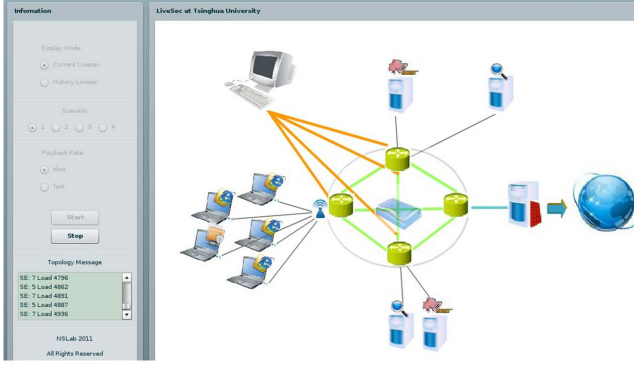 Infomation
Display Mode
Current Livesec
History Livesec
Scenario
1 2 3 4
Playback Rate
slow
fast
Start
Stop
Topology Message
SE: 7 Load 4796
SE: 5 Load 4862
SE: 7 Load 4891
SE: 5 Load 4887
SE: 7 Load 4936
NSLab 2011
All Rights Reserved
LiveSec at Tsinghua University